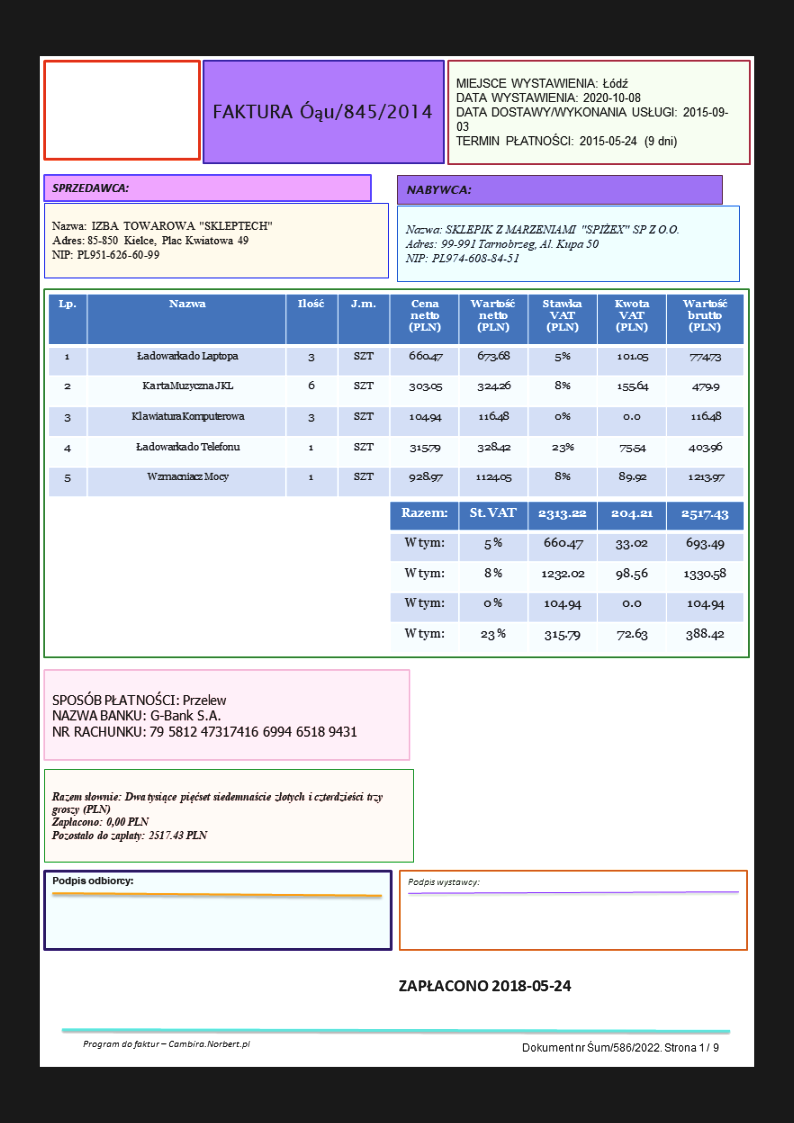 FAKTURA Óąu/845/2014
MIEJSCE WYSTAWIENIA: Łódź
DATA WYSTAWIENIA: 2020-10-08
DATA DOSTAWY/WYKONANIA USŁUGI: 2015-09-
03
TERMIN PŁATNOŚCI: 2015-05-24 (9 dni)
SPRZEDAWCA:
Nazwa: IZBA TOWAROWA "SKLEPTECH"
Adres: 85-850 Kielce, Plac Kwiatowa 49
NIP: PL951-626-60-99
NABYWCA:
Nazwa: SKLEPIK Z MARZENIAMI "SPIŻEX" SP Z O.O.
Adres: 99-991 Tarnobrzeg, Al. Kupa 50
NIP: PL974-608-84-51
Lp. Nazwa Ilość J.m. Cena netto (PLN) Wartość netto (PLN) Stawka VAT (PLN) Kwota VAT (PLN) Wartość brutto (PLN)
1 Ładowarka do Laptopa 3 SZT 660.47 673.68 5% 101.05 774.73
2 Karta Muzyczna JKL 6 SZT 303.05 324.26 8% 155.64 479.9
3 Klawiatura Komputerowa 3 SZT 104.94 116.48 0% 0.0 116.48
4 Ładowarka do Telefonu 1 SZT 315.79 328.42 23% 75.54 403.96
5 Wzmacniacz Mocy 1 SZT 928.97 1124.05 8% 89.92 1213.97
Razem: St. VAT 2313.22 204.21 2517.43
W tym: 5% 660.47 33.02 693.49
W tym: 8% 1232.02 98.56 1330.58
W tym: 0% 104.94 0.0 104.94
W tym: 23% 315.79 72.63 388.42
SPOSÓB PŁATNOŚCI: Przelew
NAZWA BANKU: G-Bank S.A.
NR RACHUNKU: 79 5812 47317416 6994 6518 9431
Razem słownie: Dwa tysiące pięćset siedemnaście złotych i czterdzieści trzy
groszy (PLN)
Zapłacono: 0,00 PLN
Pozostało do zapłaty: 2517.43 PLN
Podpis odbiorcy:
Podpis wystawcy:
ZAPŁACONO 2018-05-24
Program do faktur – Cambira.Norbert.pl
Dokument nr Śum/586/2022. Strona 1 / 9